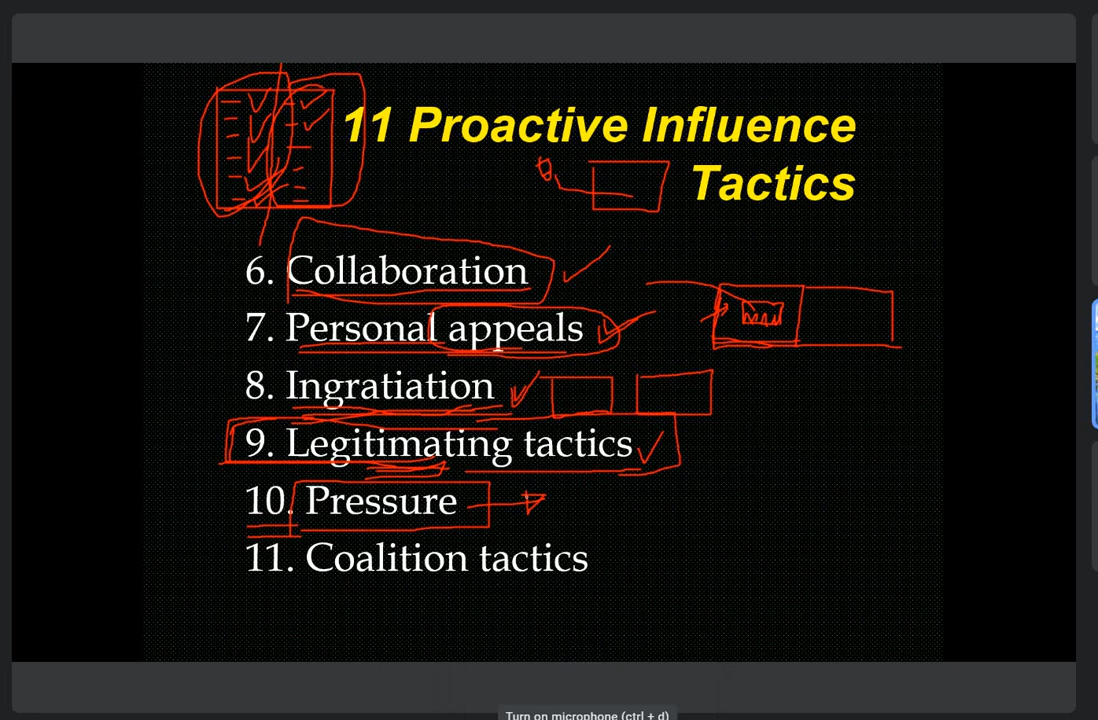 11 Proactive Influence
Tactics
6. Collaboration
7. Personal appeals
8. Ingratiation
9. Legitimating tactics
10. Pressure
11. Coalition tactics
Turn on microphone (ctrl + d)